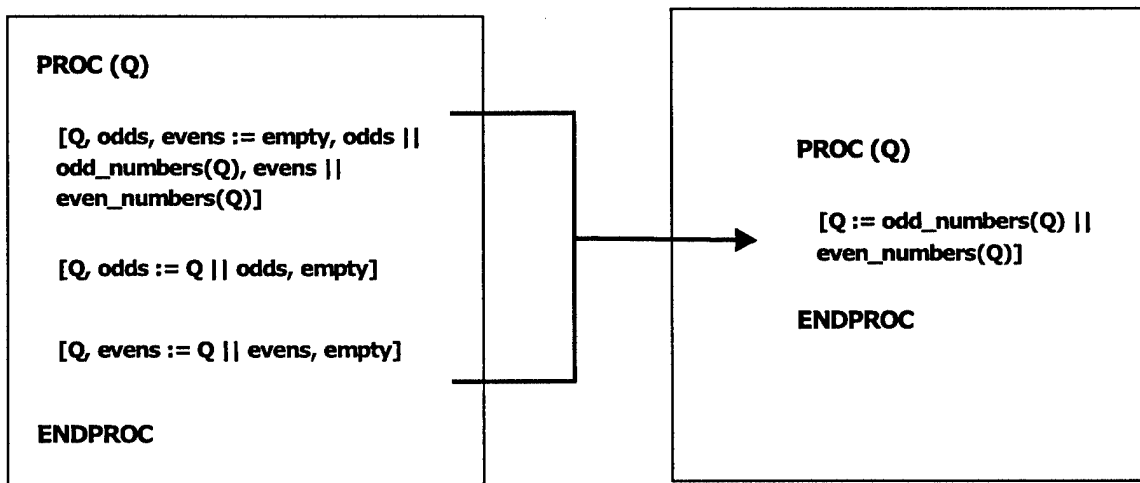 PROC (Q)
[Q, odds, evens := empty, odds ||
odd_numbers(Q), evens ||
even_numbers(Q)]
[Q, odds := Q || odds, empty]
[Q, evens := Q || evens, empty]
ENDPROC
PROC (Q)
[Q := odd_numbers(Q) ||
even_numbers(Q)]
ENDPROC